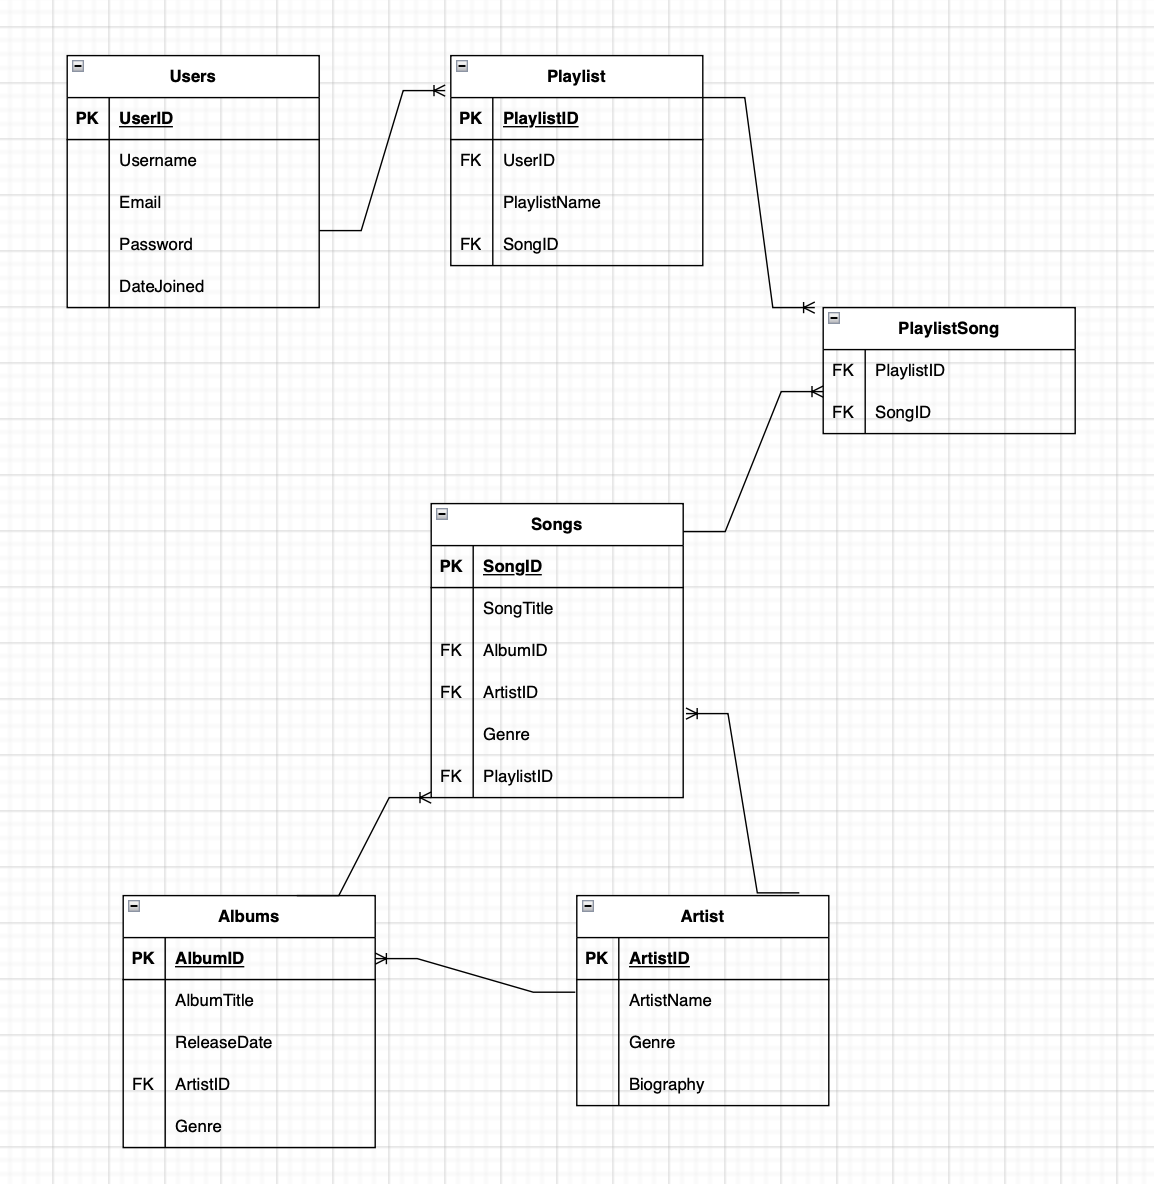 Users
PK UserID
Username
Email
Password
DateJoined
Playlist
PK PlaylistID
FK UserID
PlaylistName
FK SongID
PlaylistSong
FK PlaylistID
FK SongID
Songs
PK SongID
SongTitle
FK AlbumID
FK ArtistID
Genre
FK PlaylistID
Albums
PK AlbumID
AlbumTitle
ReleaseDate
FK ArtistID
Genre
Artist
PK ArtistID
ArtistName
Genre
Biography